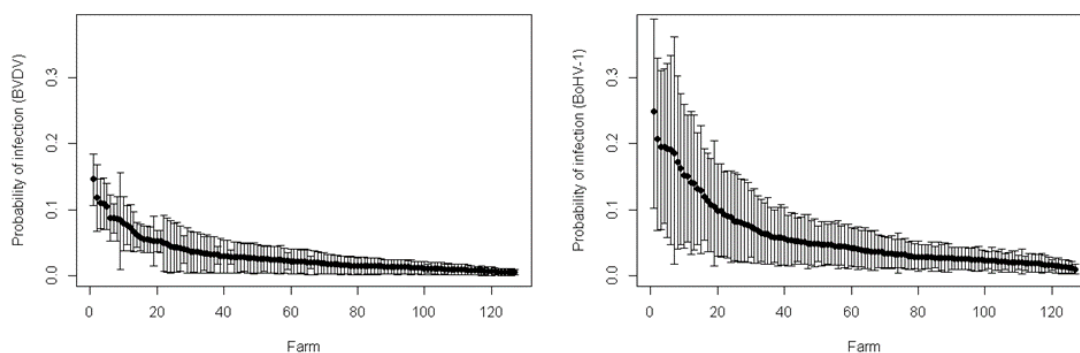 Probability of infection (BVDV)
0.0 0.1 0.2 0.3
0 20 40 60 80 100 120
Farm
Probability of infection (BoHV-1)
0.0 0.1 0.2 0.3
0 20 40 60 80 100 120
Farm